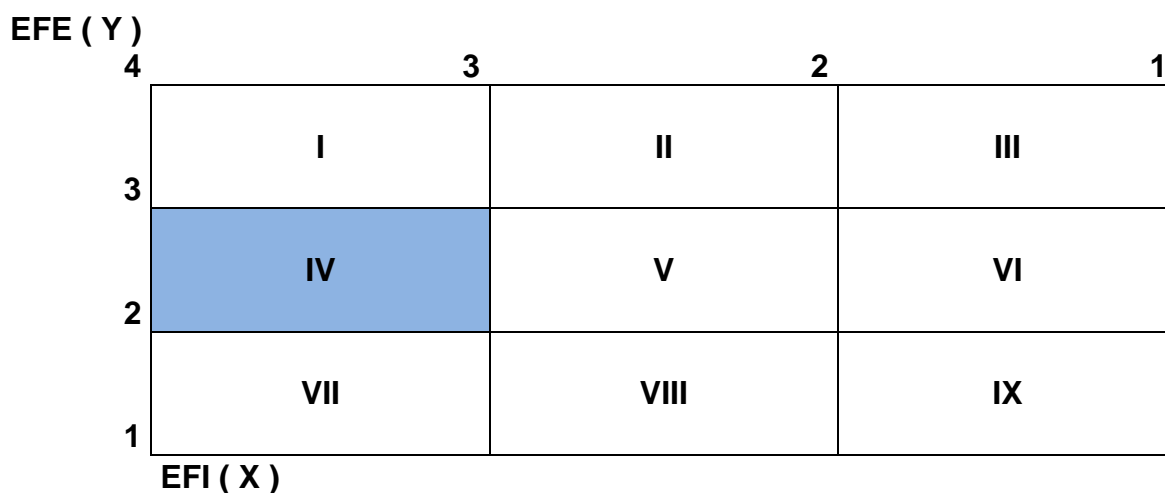 EFE ( Y )
4 3 2 1
I II III
3
IV V VI
2
VII VIII IX
1
EFI ( X )